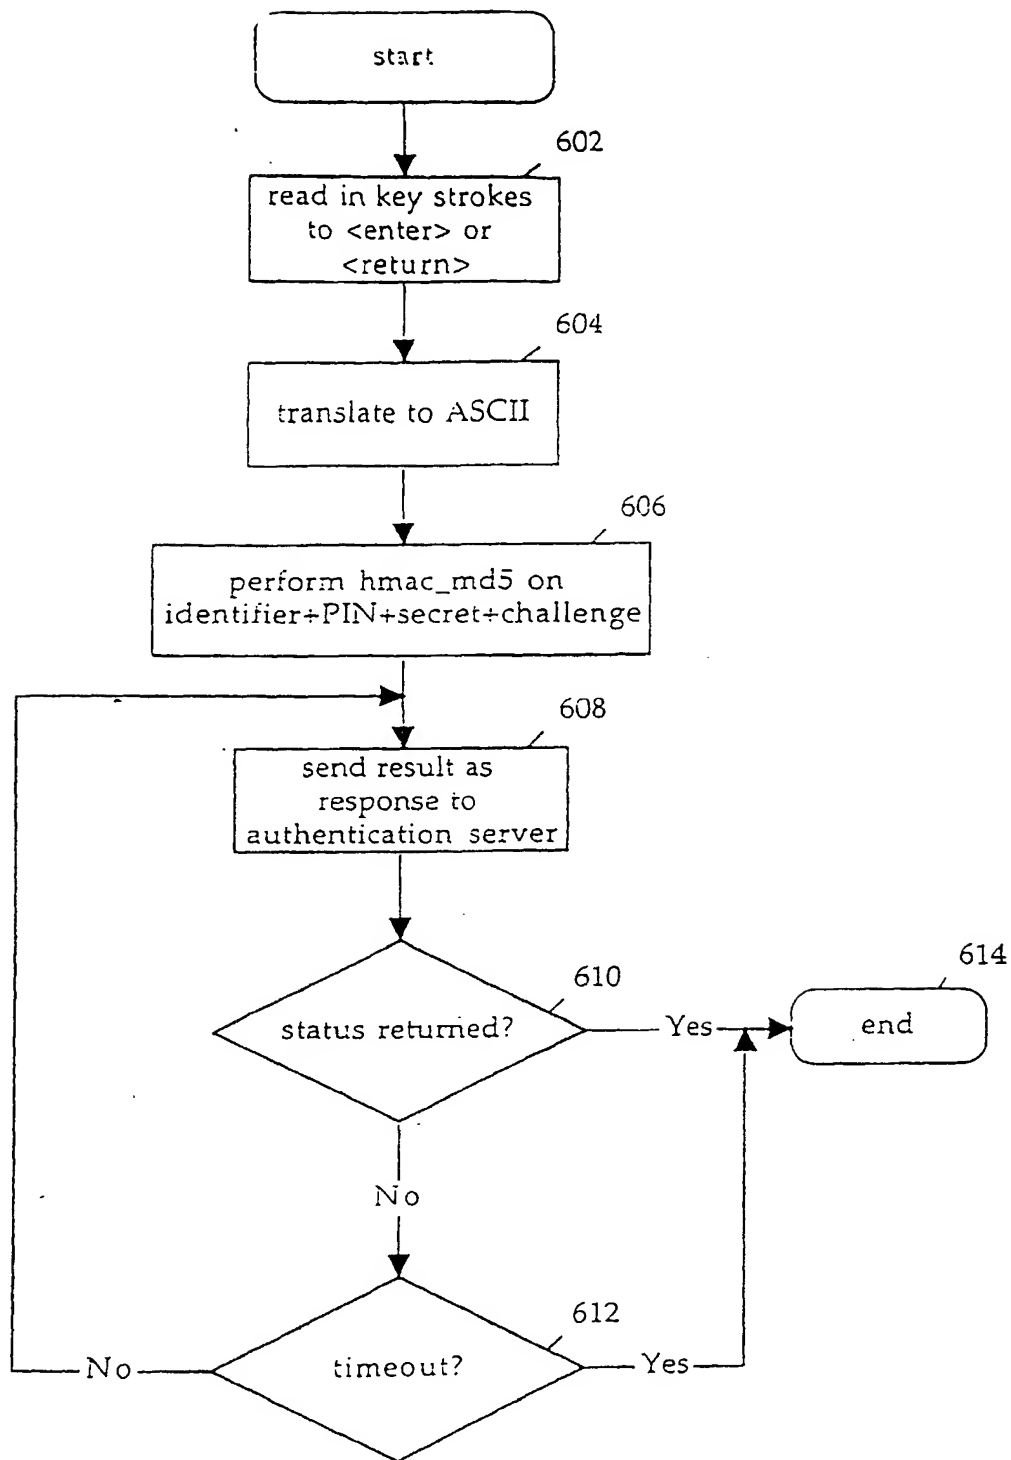 start
602
read in key strokes
to <enter> or
<return>
604
translate to ASCII
606
perform hmac_md5 on
identifier+PIN+secret+challenge
608
send result as
response to
authentication server
610
status returned?
Yes
614
end
No
612
timeout?
No
Yes